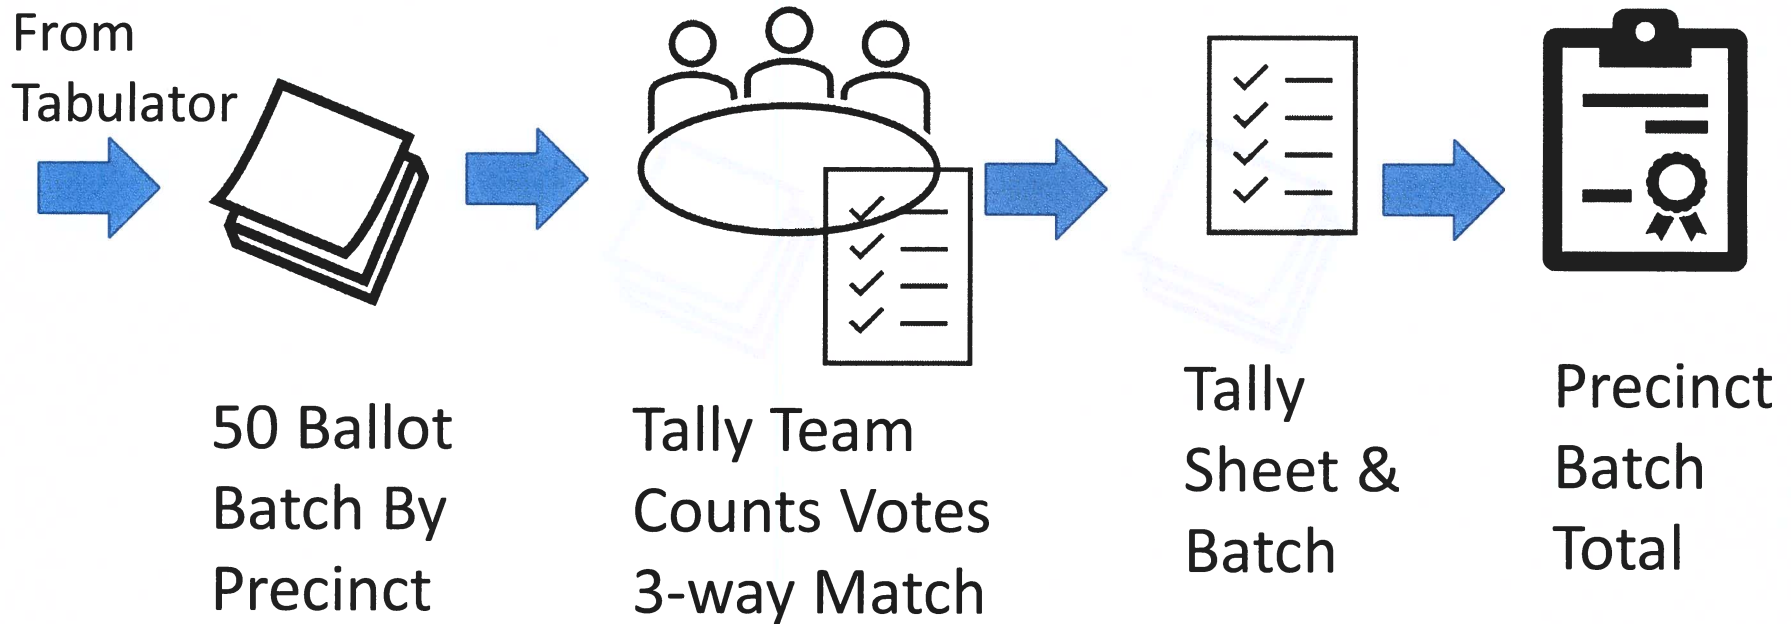 From
Tabulator
50 Ballot
Batch By
Precinct
Tally Team
Counts Votes
3-way Match
Tally
Sheet &
Batch
Precinct
Batch
Total